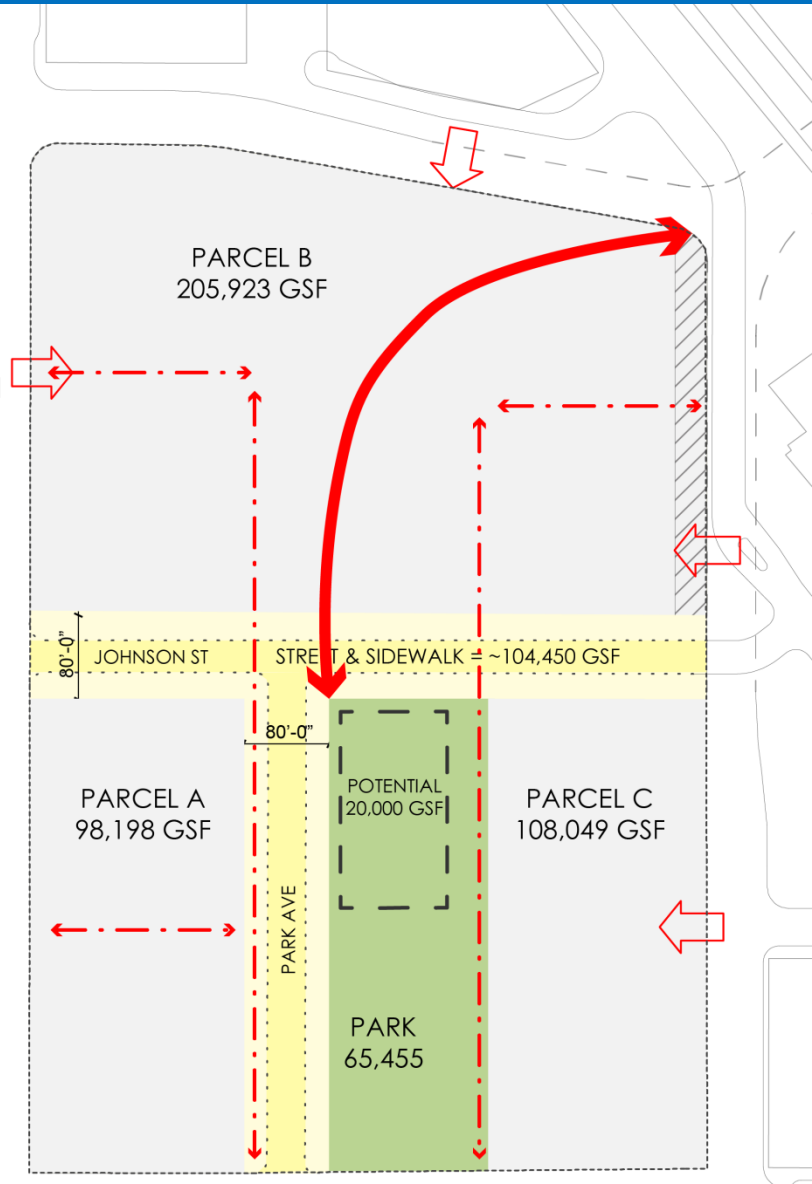 PARCEL B
205,923 GSF
80'-0"
JOHNSON ST
STREET & SIDEWALK = ~104,450 GSF
80'-0"
POTENTIAL
20,000 GSF
PARCEL A
98,198 GSF
PARCEL C
108,049 GSF
PARK AVE
PARK
65,455